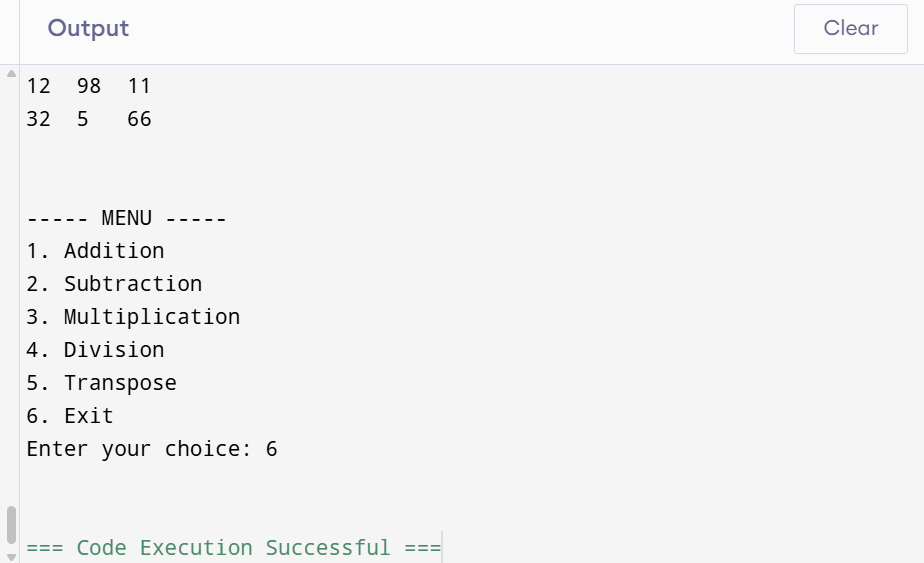 Output
Clear
12  98  11
32  5   66
----- MENU -----
1. Addition
2. Subtraction
3. Multiplication
4. Division
5. Transpose
6. Exit
Enter your choice: 6
=== Code Execution Successful ===